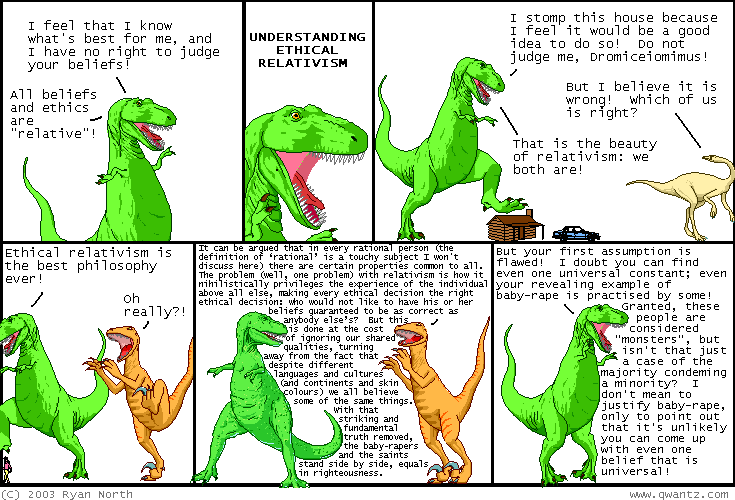 I feel that I know
what's best for me, and
I have no right to judge
your beliefs!
All beliefs
and ethics
are
"relative"!
UNDERSTANDING
ETHICAL
RELATIVISM
I stomp this house because
I feel it would be a good
idea to do so! Do not
judge me, Dromiceiomimus!
But I believe it is
wrong! Which of us
is right?
That is the beauty
of relativism: we
both are!
Ethical relativism is
the best philosophy
ever!
Oh
really?!
It can be argued that in every rational person (the
definition of 'rational' is a touchy subject I won't
discuss here) there are certain properties common to all.
The problem (well, one problem) with relativism is how it
nihilistically privileges the experience of the individual
above all else, making every ethical decision the right
ethical decision: who would not like to have his or her
beliefs guaranteed to be as correct as
anybody else's? But this
is done at the cost
of ignoring our shared
qualities, turning
away from the fact that
despite different
languages and cultures
(and continents and skin
colours) we all believe
some of the same things.
With that
striking and
fundamental
truth removed,
the baby-rapers
and the saints
stand side by side, equals
in righteousness.
But your first assumption is
flawed! I doubt you can find
even one universal constant; even
your revealing example of
baby-rape is practised by some!
Granted, these
people are
considered
"monsters", but
isn't that just
a case of the
majority condeming
a minority? I
don't mean to
justify baby-rape,
only to point out
that it's unlikely
you can come up
with even one
belief that is
universal!
(C) 2003 Ryan North
www.qwantz.com